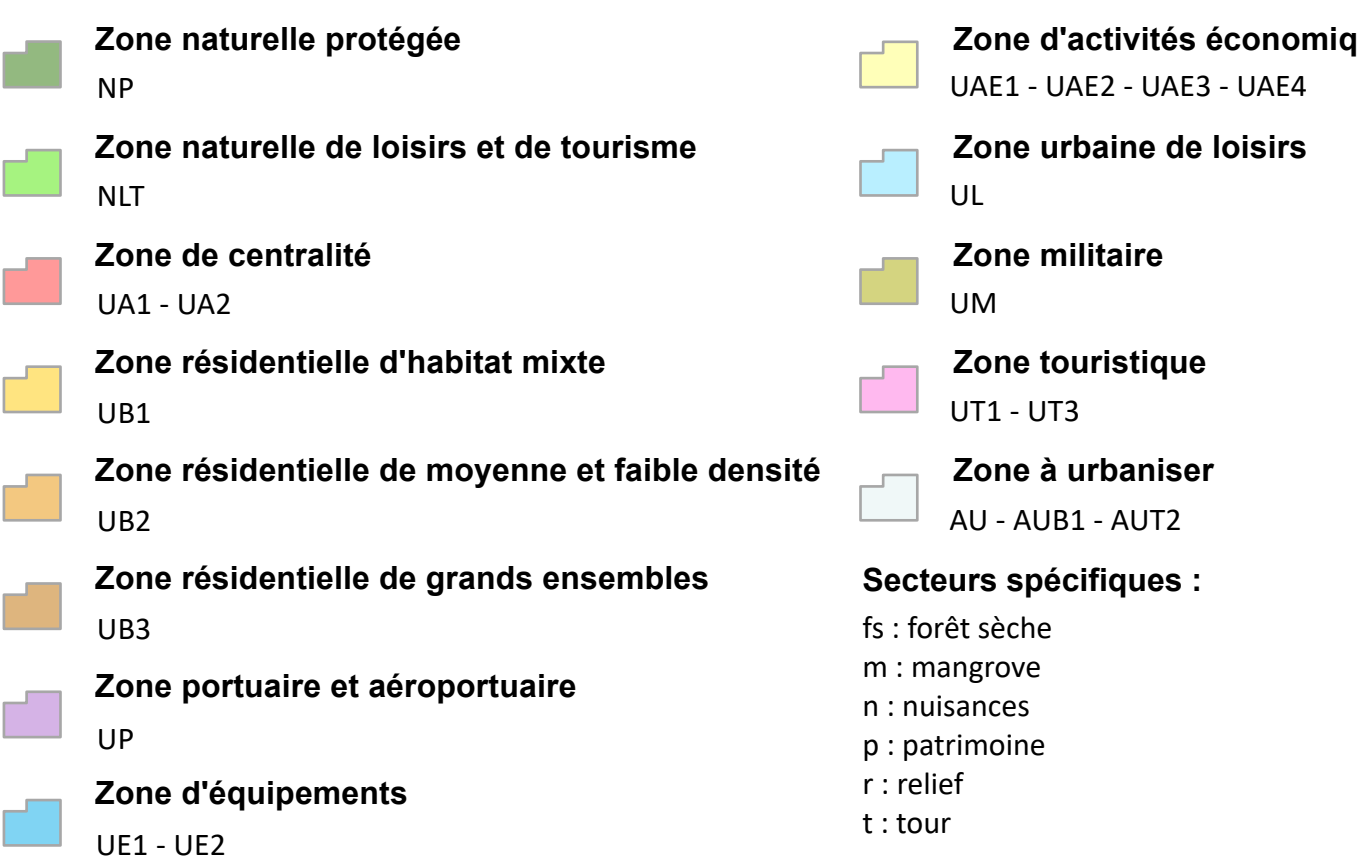 Zone naturelle protégée
NP
Zone naturelle de loisirs et de tourisme
NLT
Zone de centralité
UA1 - UA2
Zone résidentielle d'habitat mixte
UB1
Zone résidentielle de moyenne et faible densité
UB2
Zone résidentielle de grands ensembles
UB3
Zone portuaire et aéroportuaire
UP
Zone d'équipements
UE1 - UE2
Zone d'activités économiq
UAE1 - UAE2 - UAE3 - UAE4
Zone urbaine de loisirs
UL
Zone militaire
UM
Zone touristique
UT1 - UT3
Zone à urbaniser
AU - AUB1 - AUT2
Secteurs spécifiques :
fs : forêt sèche
m : mangrove
n : nuisances
p : patrimoine
r : relief
t : tour